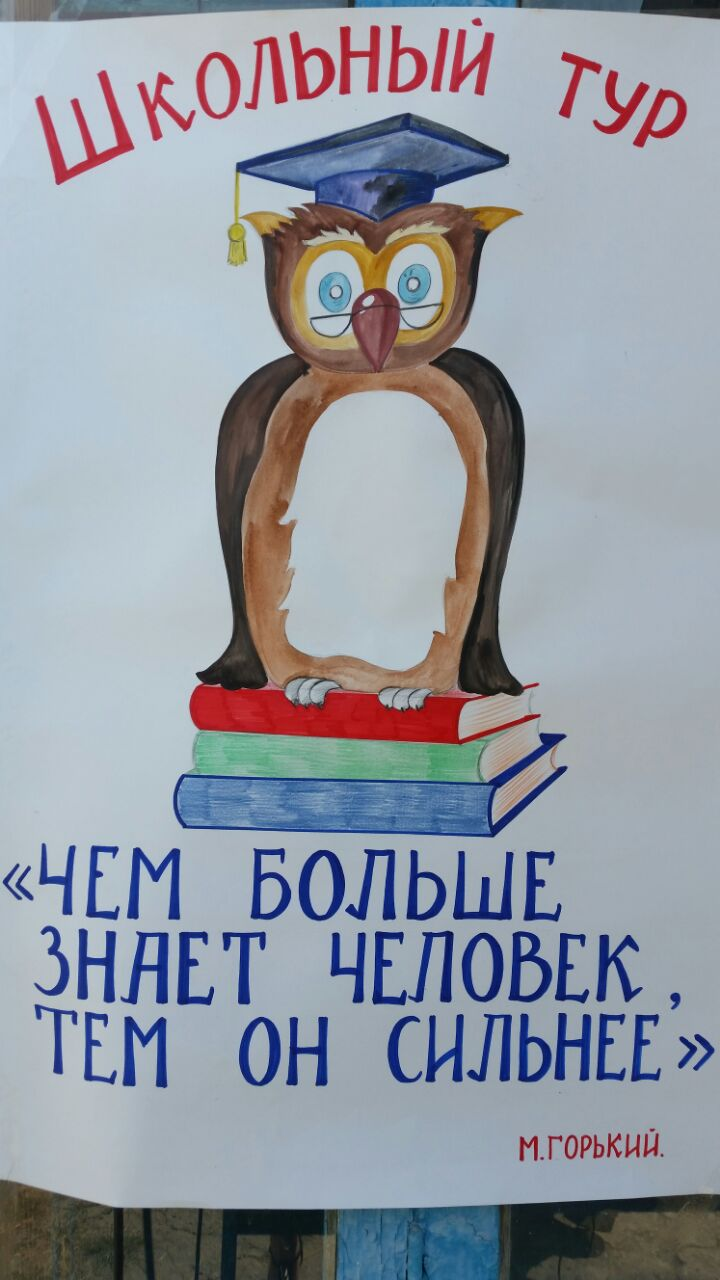 Школьный тур
«ЧЕМ БОЛЬШЕ
ЗНАЕТ ЧЕЛОВЕК,
ТЕМ ОН СИЛЬНЕЕ»
М.ГОРЬКИЙ.